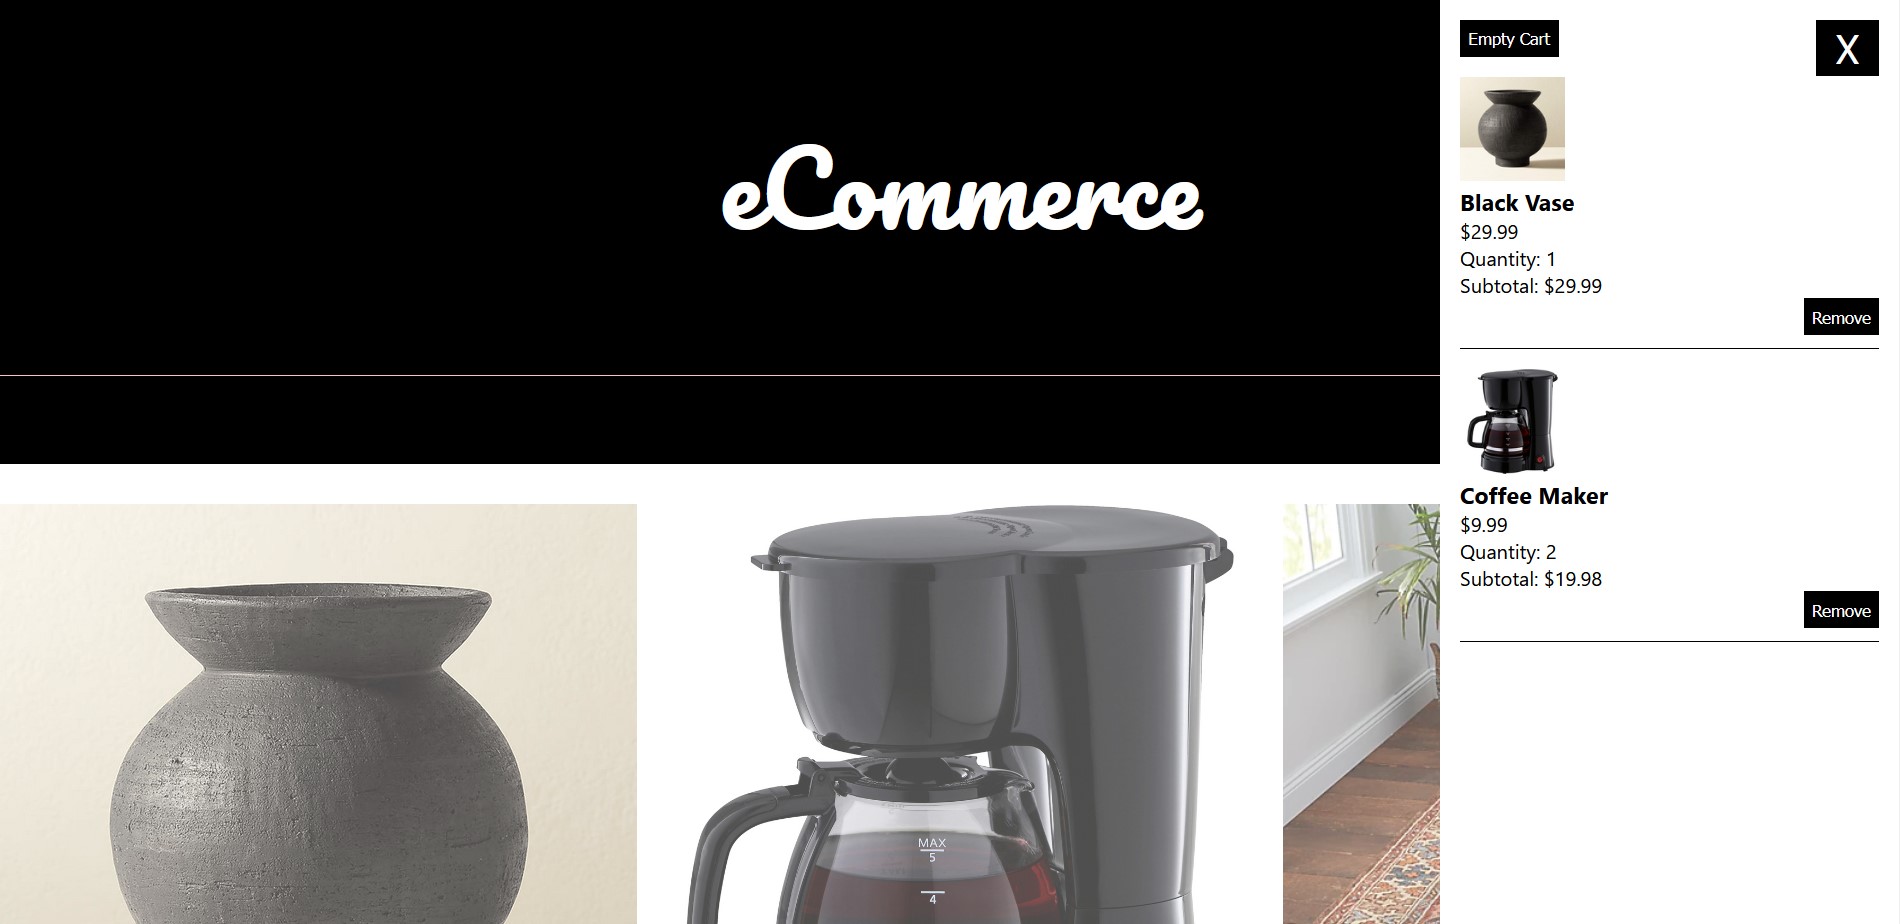 eCommerce
MAX
5
4
Empty Cart
X
Black Vase
$29.99
Quantity: 1
Subtotal: $29.99
Remove
Coffee Maker
$9.99
Quantity: 2
Subtotal: $19.98
Remove